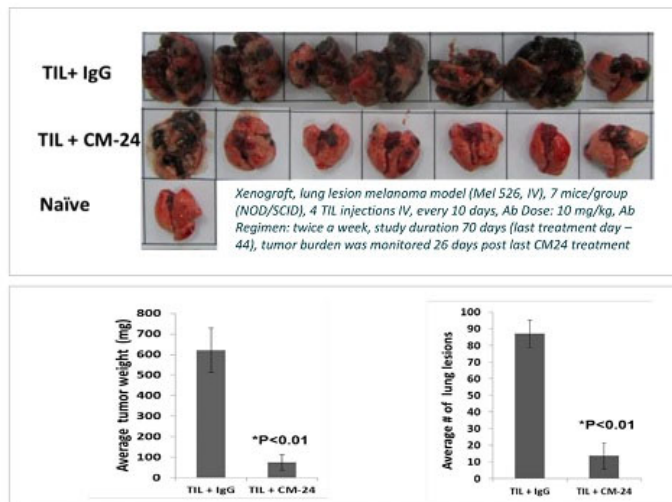 TIL+ IgG
TIL + CM-24
Naïve
Xenograft, lung lesion melanoma model (Mel 526, IV), 7 mice/group
(NOD/SCID), 4 TIL injections IV, every 10 days, Ab Dose: 10 mg/kg, Ab
Regimen: twice a week, study duration 70 days (last treatment day –
44), tumor burden was monitored 26 days post last CM24 treatment
Average tumor weight (mg)
800
700
600
500
400
300
200
100
0
*P<0.01
TIL + IgG
TIL + CM-24
Average # of lung lesions
100
90
80
70
60
50
40
30
20
10
0
*P<0.01
TIL + IgG
TIL + CM-24